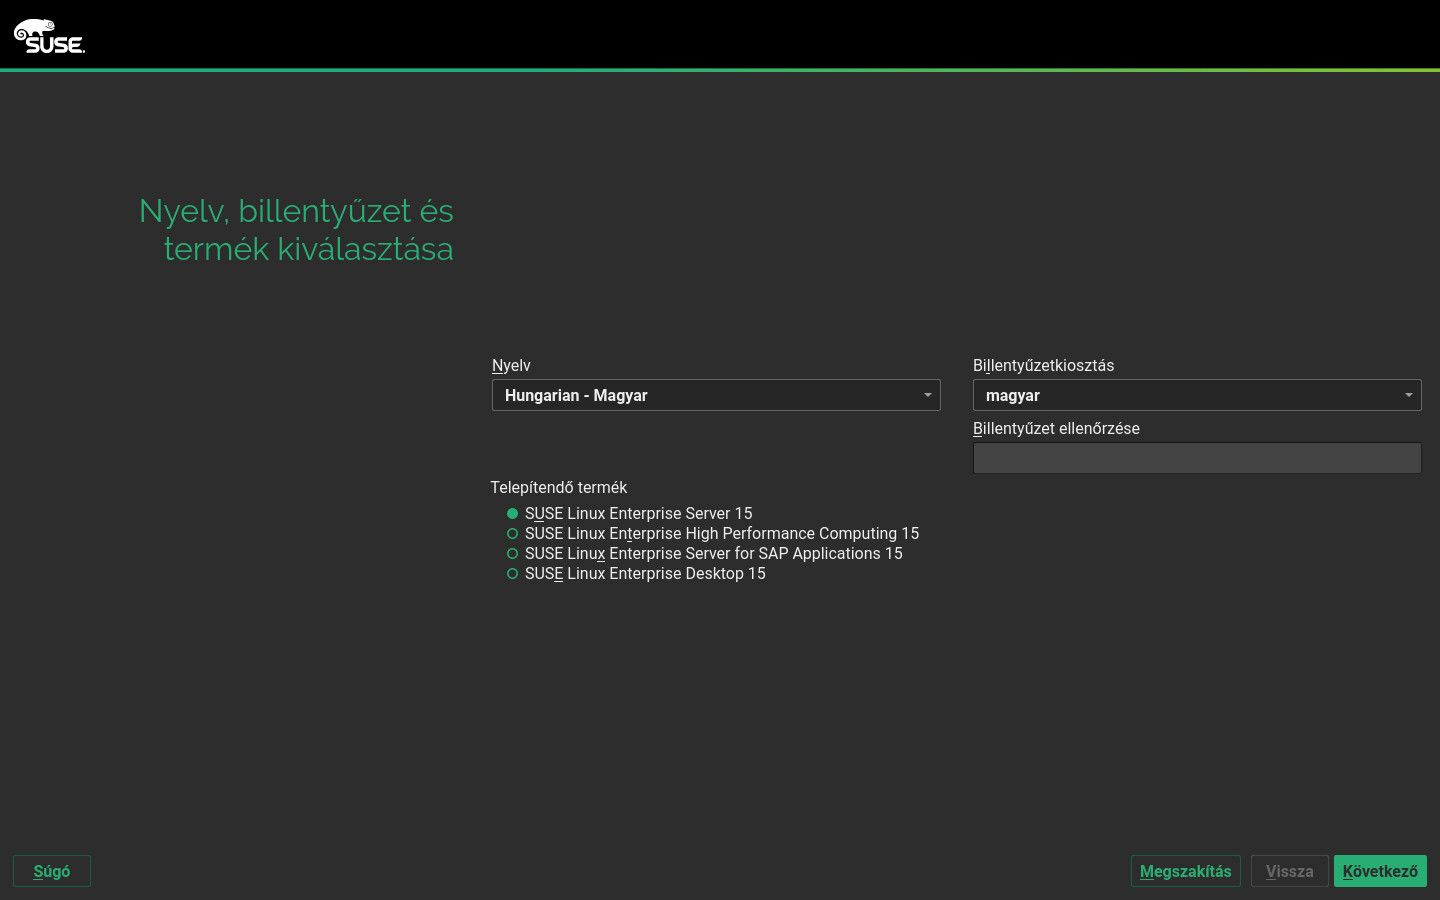 SUSE
Nyelv, billentyűzet és
termék kiválasztása
Nyelv
Hungarian - Magyar
Billentyűzetkiosztás
magyar
Billentyűzet ellenőrzése
Telepítendő termék
SUSE Linux Enterprise Server 15
SUSE Linux Enterprise High Performance Computing 15
SUSE Linux Enterprise Server for SAP Applications 15
SUSE Linux Enterprise Desktop 15
Súgó
Megszakítás
Vissza
Következő